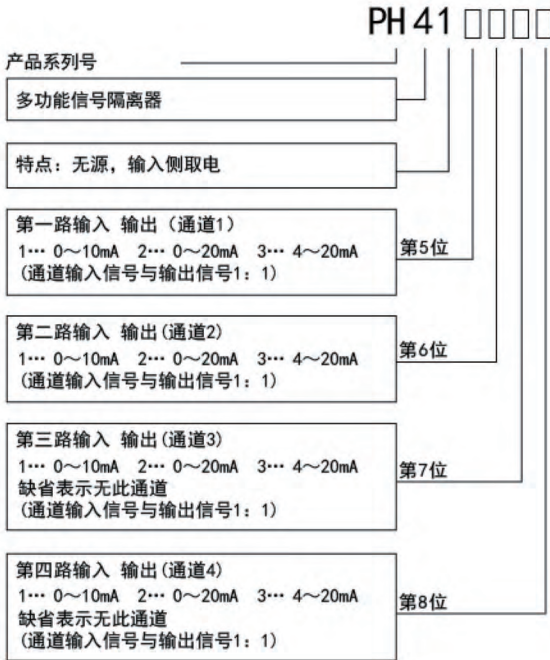 PH41□□□□
产品系列号
多功能信号隔离器
特点：无源，输入侧取电
第一路输入 输出（通道1）
1… 0～10mA 2… 0～20mA 3… 4～20mA
(通道输入信号与输出信号1：1)
第5位
第二路输入 输出(通道2)
1… 0～10mA 2… 0～20mA 3… 4～20mA
(通道输入信号与输出信号1：1)
第6位
第三路输入 输出(通道3)
1… 0～10mA 2… 0～20mA 3… 4～20mA
缺省表示无此通道
(通道输入信号与输出信号1：1)
第7位
第四路输入 输出(通道4)
1… 0～10mA 2… 0～20mA 3… 4～20mA
缺省表示无此通道
(通道输入信号与输出信号1：1)
第8位